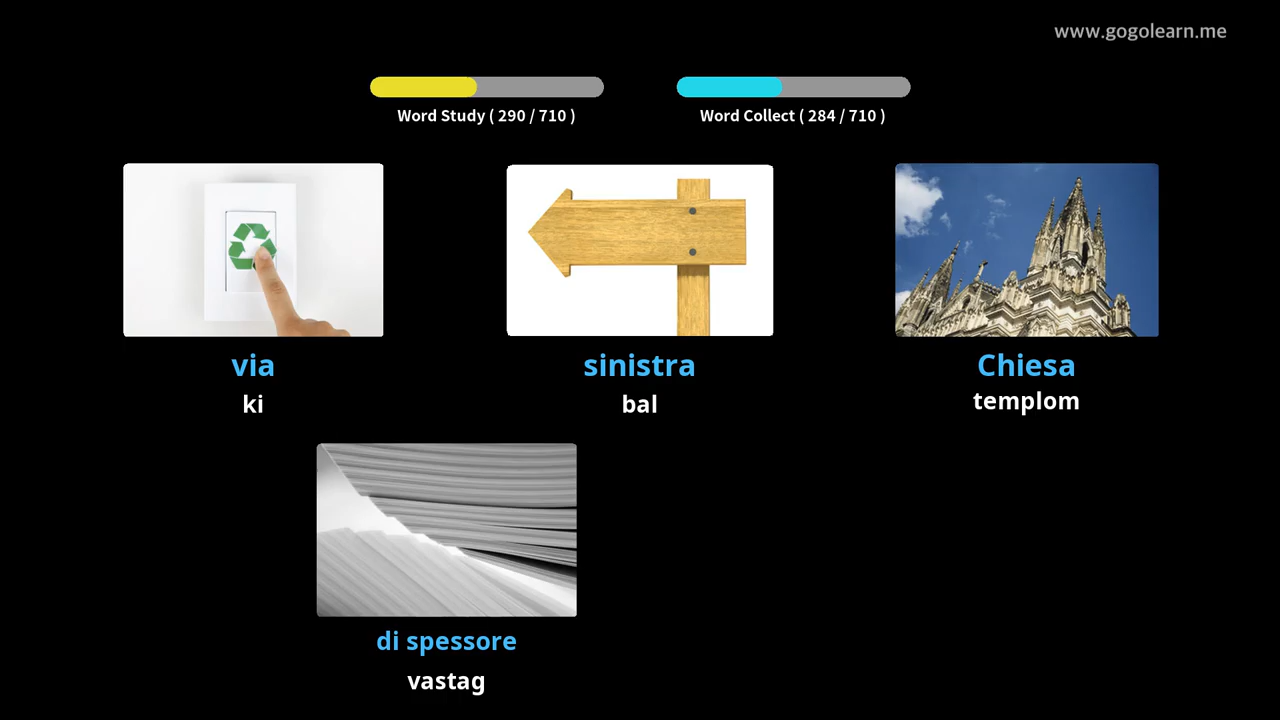 www.gogolearn.me
Word Study ( 290 / 710 )
Word Collect ( 284 / 710 )
via
ki
sinistra
bal
Chiesa
templom
di spessore
vastag